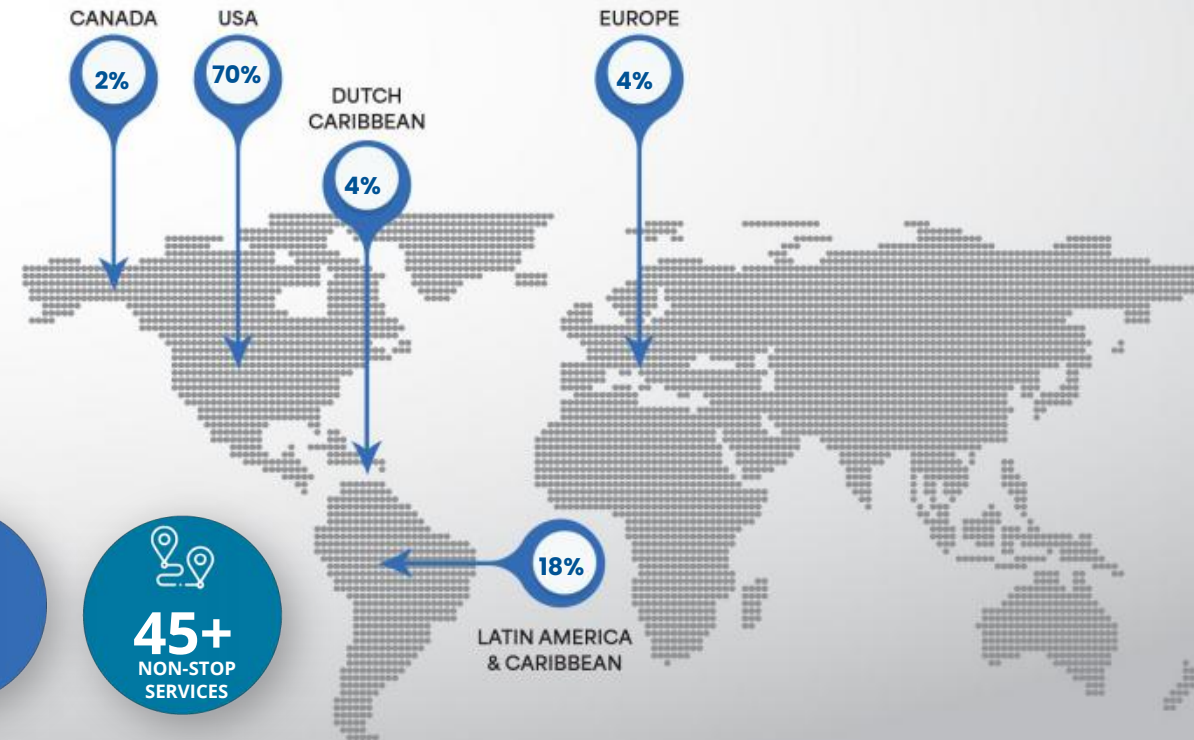 CANADA
2%
USA
70%
DUTCH
CARIBBEAN
4%
EUROPE
4%
18%
LATIN AMERICA
& CARIBBEAN
45+
NON-STOP
SERVICES